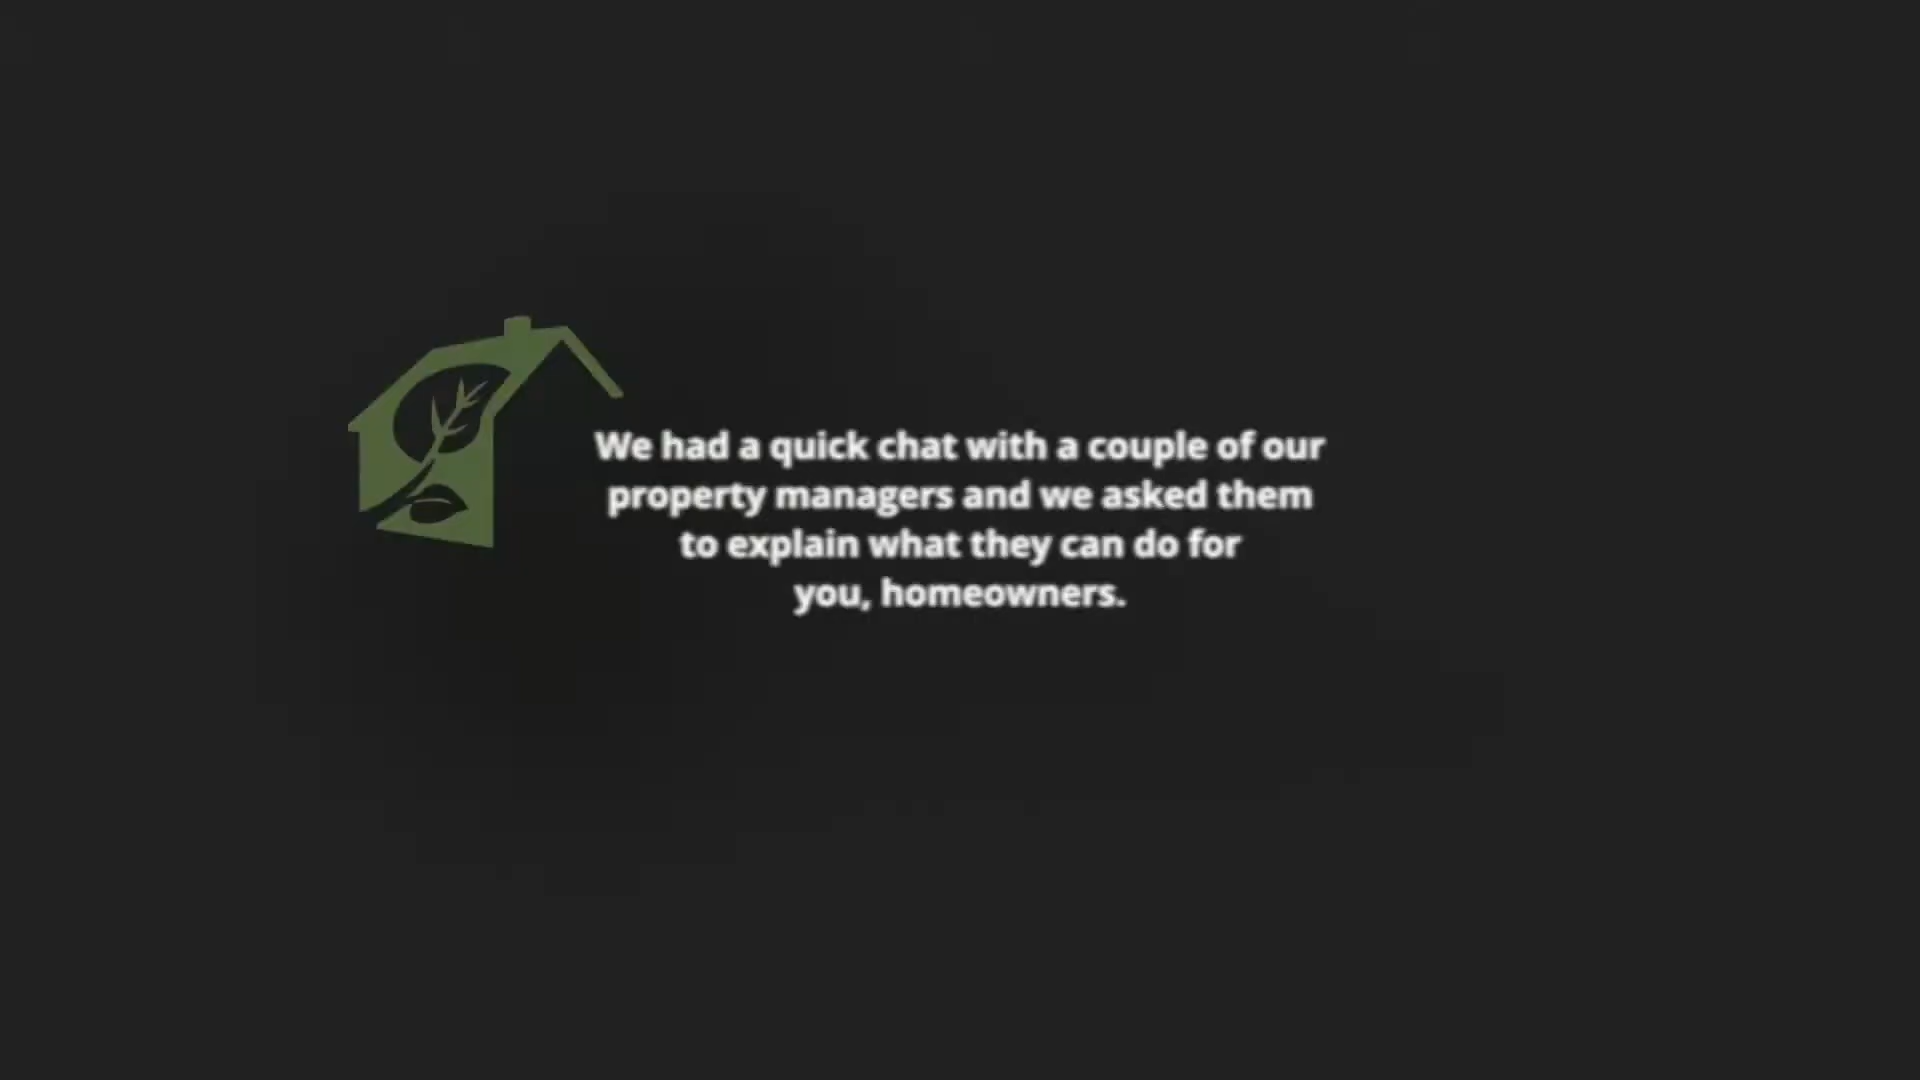 We had a quick chat with a couple of our
property managers and we asked them
to explain what they can do for
you, homeowners.